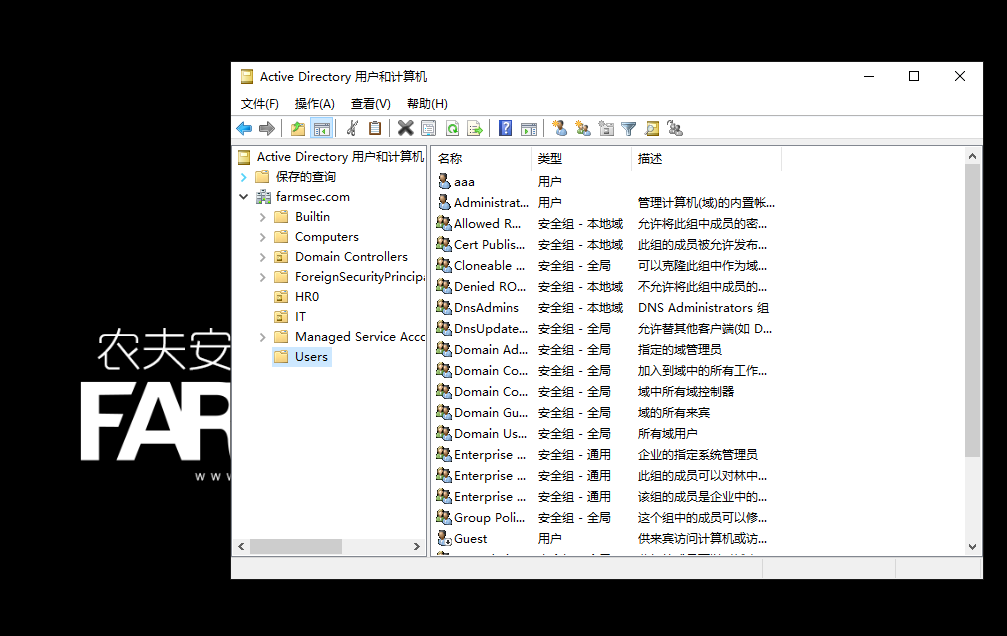 Active Directory 用户和计算机
文件(F) 操作(A) 查看(V) 帮助(H)
Active Directory 用户和计算机
保存的查询
farmsec.com
Builtin
Computers
Domain Controllers
ForeignSecurityPrincipa
HR0
IT
Managed Service Acco
Users
名称 类型 描述
aaa 用户
Administrat... 用户 管理计算机(域)的内置帐...
Allowed R... 安全组 - 本地域 允许将此组中成员的密...
Cert Publis... 安全组 - 本地域 此组的成员被允许发布...
Cloneable ... 安全组 - 全局 可以克隆此组中作为域...
Denied RO... 安全组 - 本地域 不允许将此组中成员的...
DnsAdmins 安全组 - 本地域 DNS Administrators 组
DnsUpdate... 安全组 - 全局 允许替其他客户端(如 D...
Domain Ad... 安全组 - 全局 指定的域管理员
Domain Co... 安全组 - 全局 加入到域中的所有工作...
Domain Co... 安全组 - 全局 域中所有域控制器
Domain Gu... 安全组 - 全局 域的所有来宾
Domain Us... 安全组 - 全局 所有域用户
Enterprise ... 安全组 - 通用 企业的指定系统管理员
Enterprise ... 安全组 - 通用 此组的成员可以对林中...
Enterprise ... 安全组 - 通用 该组的成员是企业中的...
Group Poli... 安全组 - 全局 这个组中的成员可以修...
Guest 用户 供来宾访问计算机或访...
农夫安
FAR
www